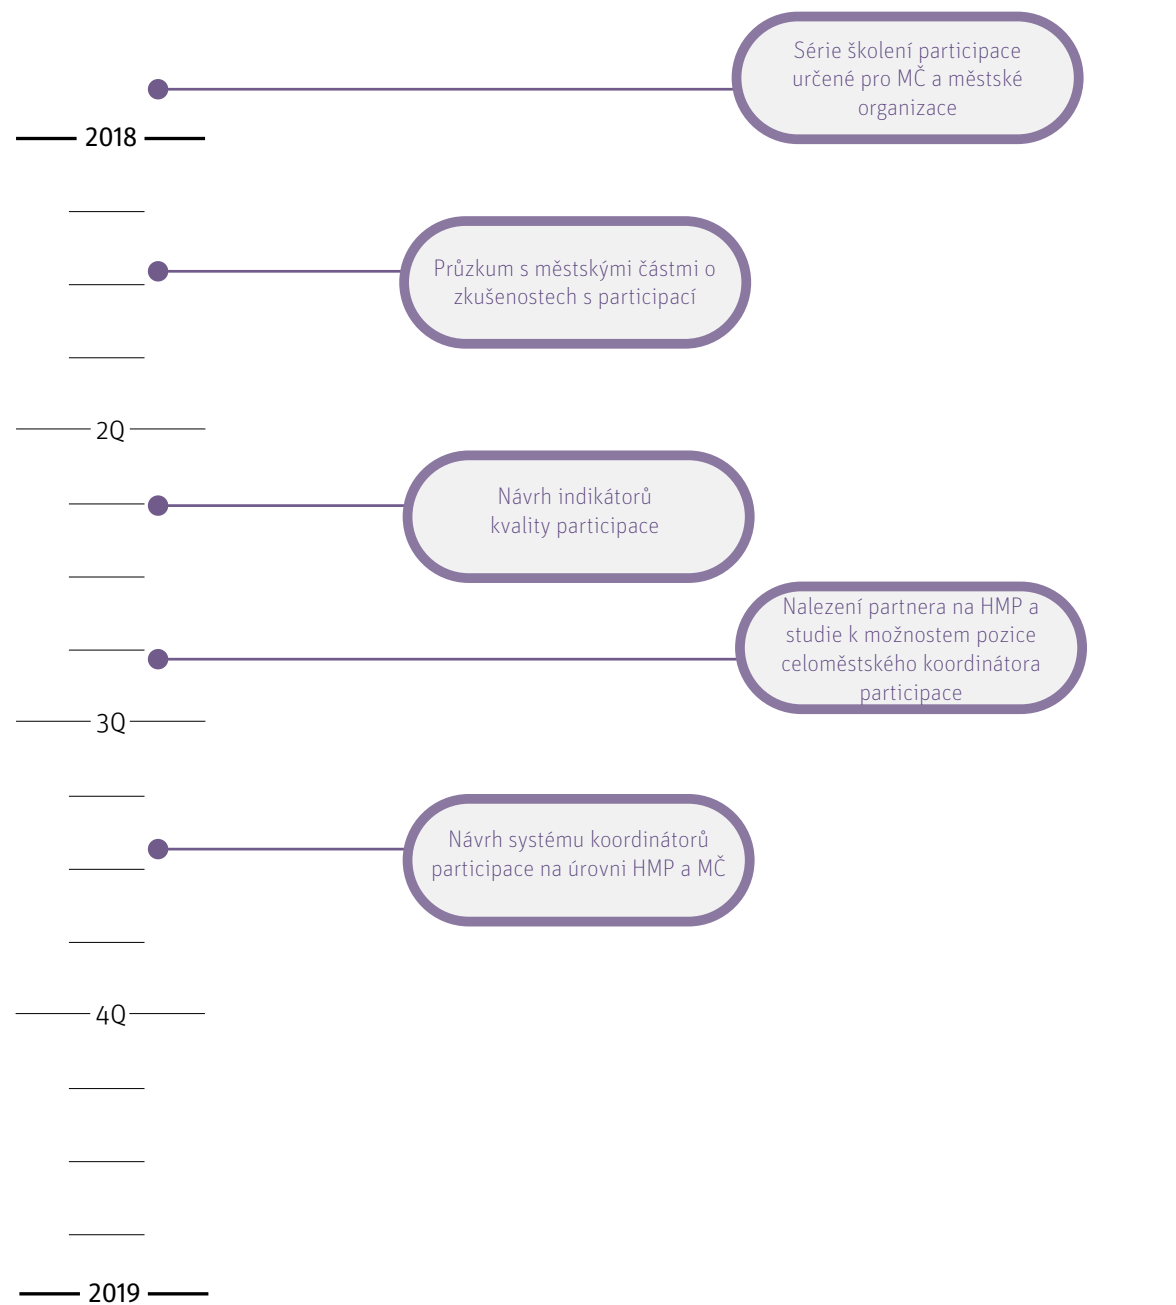 Série školení participace
určené pro MČ a městské
organizace
2018
Průzkum s městskými částmi o
zkušenostech s participací
2Q
Návrh indikátorů
kvality participace
Nalezení partnera na HMP a
studie k možnostem pozice
celoměstského koordinátora
participace
3Q
Návrh systému koordinátorů
participace na úrovni HMP a MČ
4Q
2019